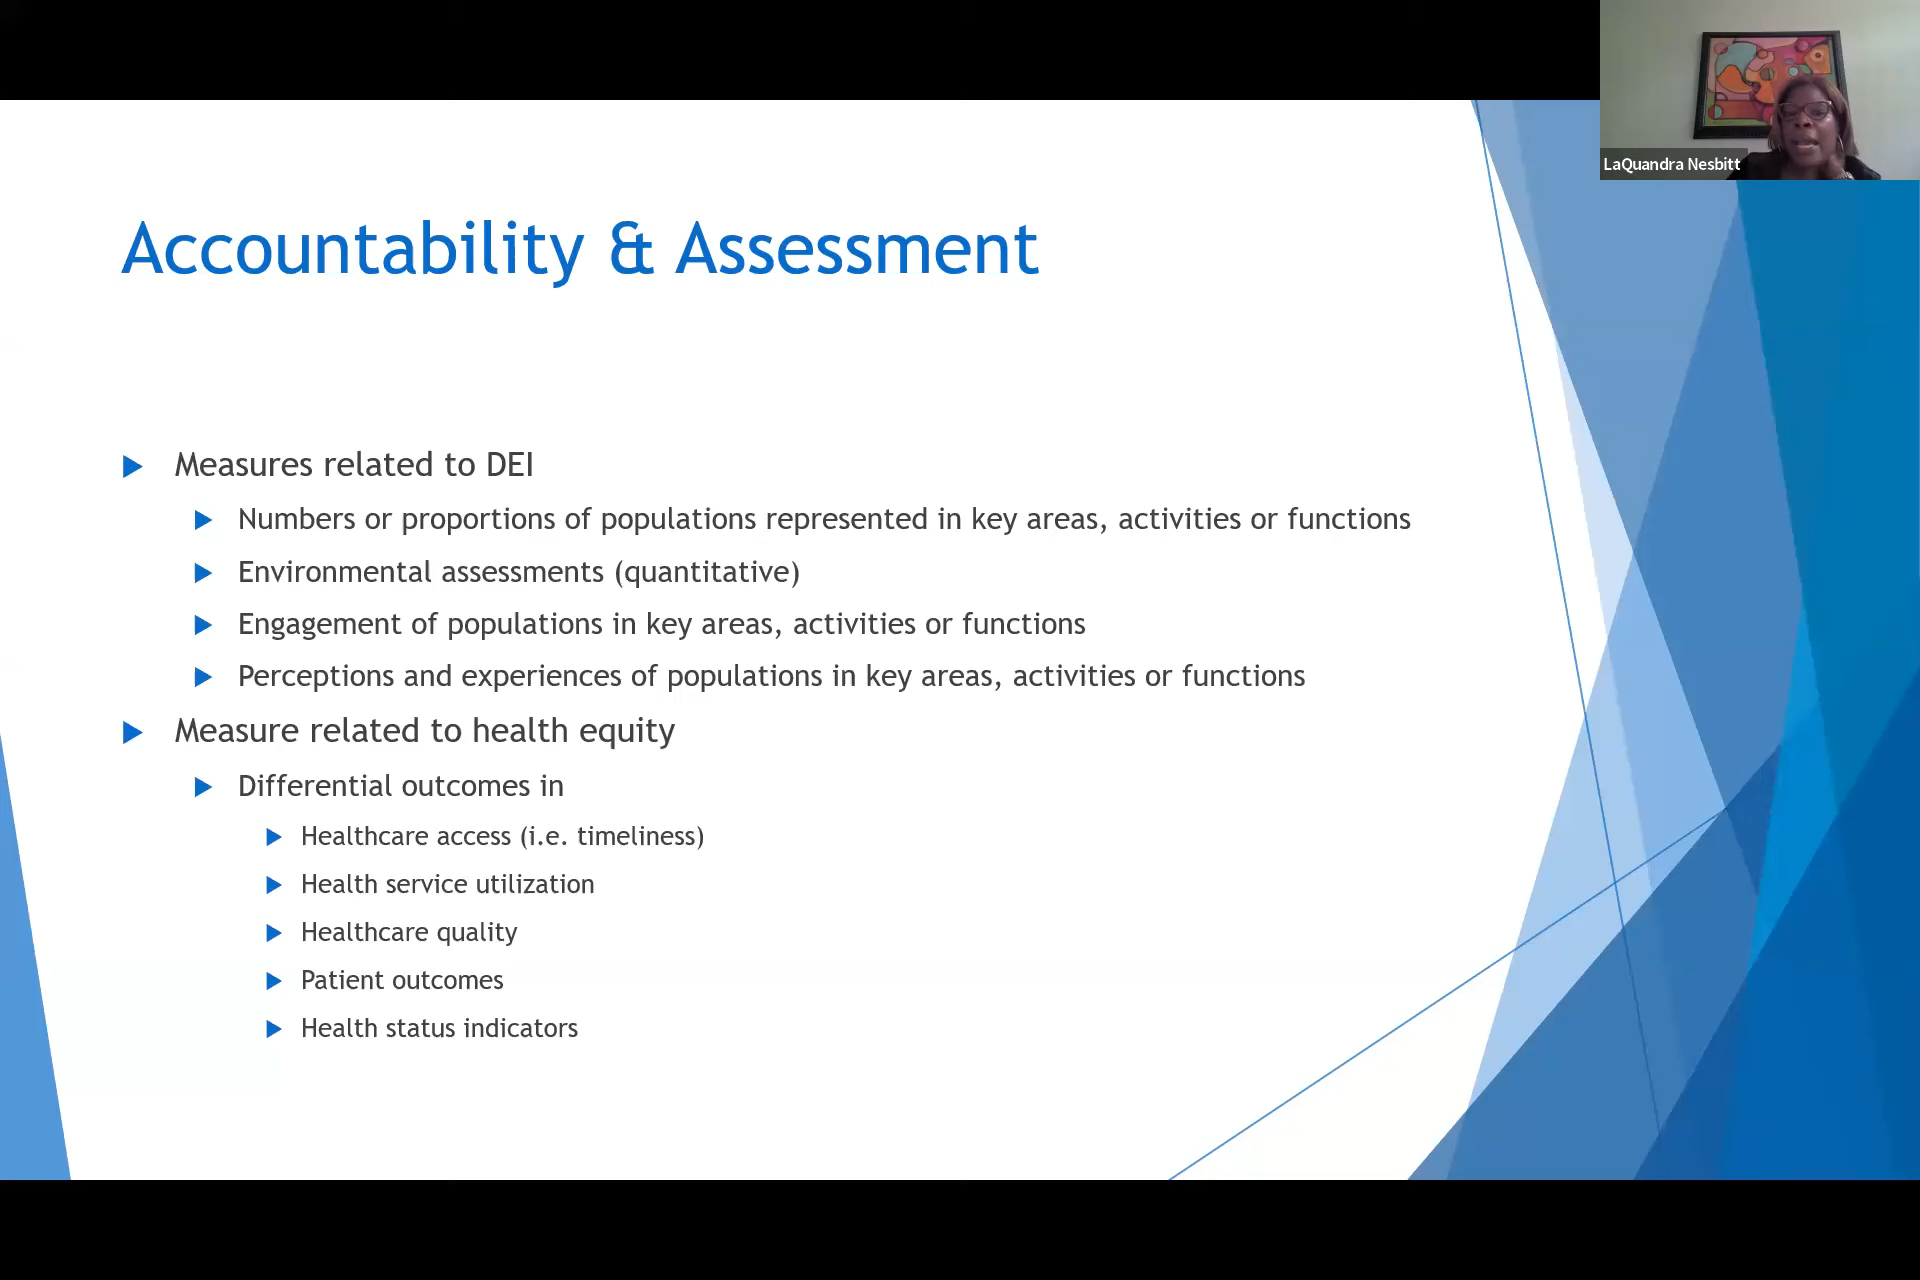 LaQuandra Nesbitt
Accountability & Assessment
Measures related to DEI
Numbers or proportions of populations represented in key areas, activities or functions
Environmental assessments (quantitative)
Engagement of populations in key areas, activities or functions
Perceptions and experiences of populations in key areas, activities or functions
Measure related to health equity
Differential outcomes in
Healthcare access (i.e. timeliness)
Health service utilization
Healthcare quality
Patient outcomes
Health status indicators